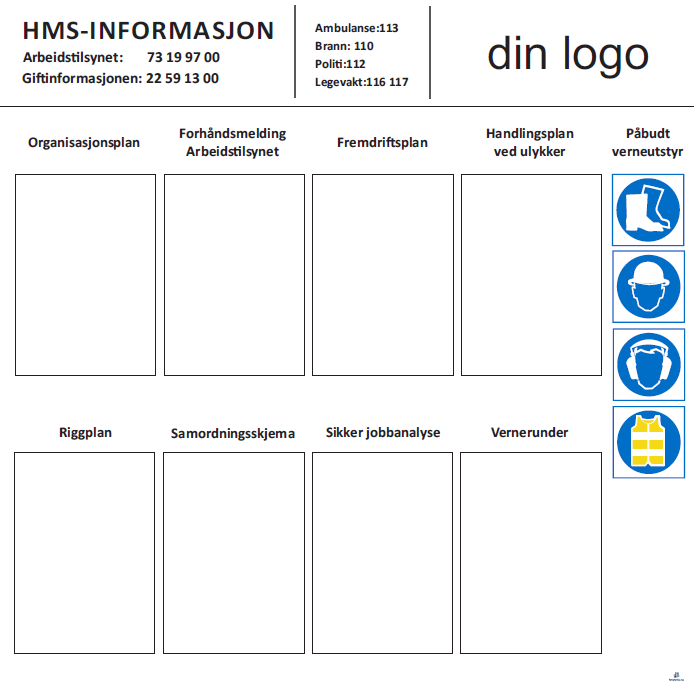 HMS-INFORMASJON
Arbeidstilsynet: 73 19 97 00
Giftinformasjonen: 22 59 13 00
Ambulanse:113
Brann: 110
Politi:112
Legevakt:116 117
din logo
Organisasjonsplan
Forhåndsmelding
Arbeidstilsynet
Fremdriftsplan
Handlingsplan
ved ulykker
Påbudt
verneutstyr
Riggplan
Samordningsskjema
Sikker jobbanalyse
Vernerunder